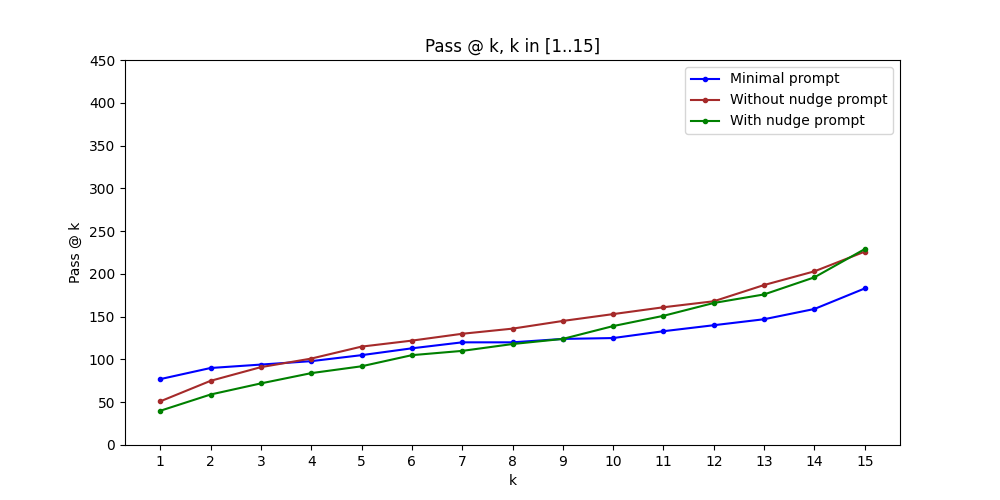 Pass @ k, k in [1..15]
450
400
350
300
250
200
150
100
50
0
Pass @ k
Minimal prompt
Without nudge prompt
With nudge prompt
1 2 3 4 5 6 7 8 9 10 11 12 13 14 15
k